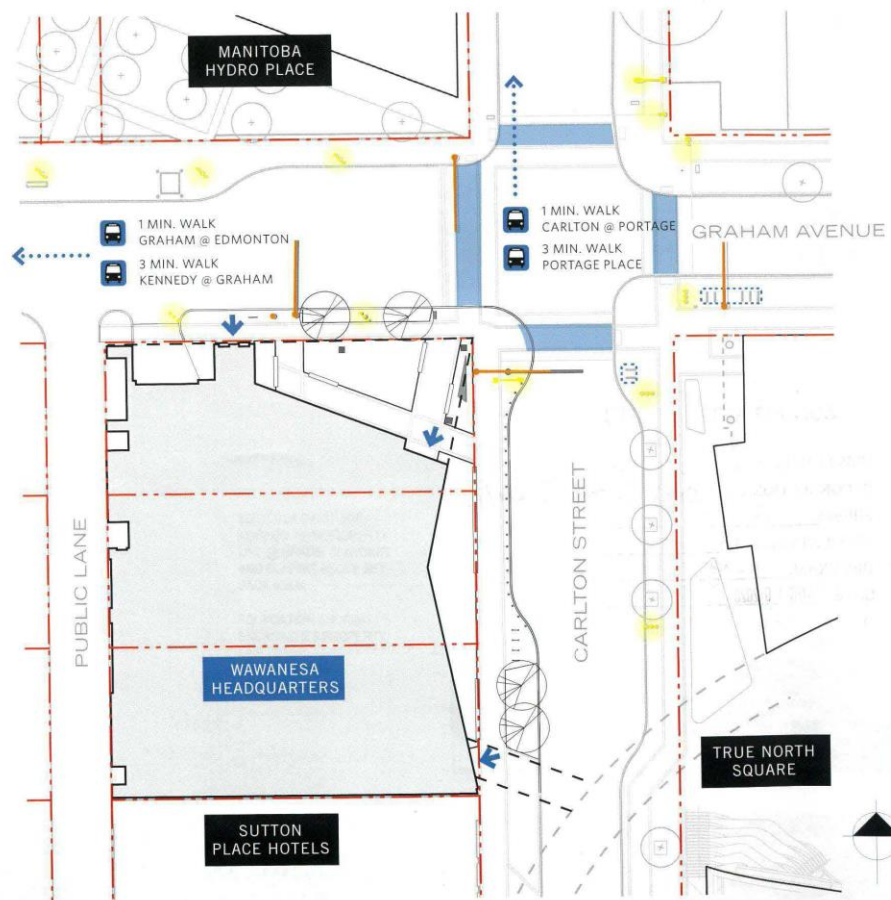 MANITOBA
HYDRO PLACE
1 MIN. WALK
GRAHAM @ EDMONTON
3 MIN. WALK
KENNEDY @ GRAHAM
1 MIN. WALK
CARLTON @ PORTAGE
3 MIN. WALK
PORTAGE PLACE
GRAHAM AVENUE
PUBLIC LANE
CARLTON STREET
WAWANESA
HEADQUARTERS
TRUE NORTH
SQUARE
SUTTON
PLACE HOTELS